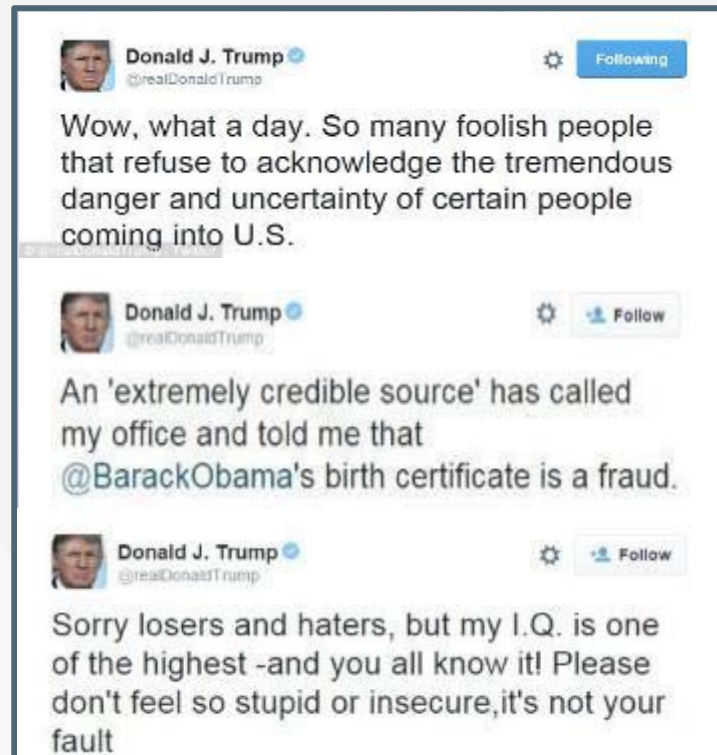 Donald J. Trump
@realDonaldTrump
Following
Wow, what a day. So many foolish people
that refuse to acknowledge the tremendous
danger and uncertainty of certain people
coming into U.S.
Donald J. Trump
@realDonaldTrump
Follow
An 'extremely credible source' has called
my office and told me that
@BarackObama's birth certificate is a fraud.
Donald J. Trump
@realDonaldTrump
Follow
Sorry losers and haters, but my I.Q. is one
of the highest -and you all know it! Please
don't feel so stupid or insecure,it's not your
fault